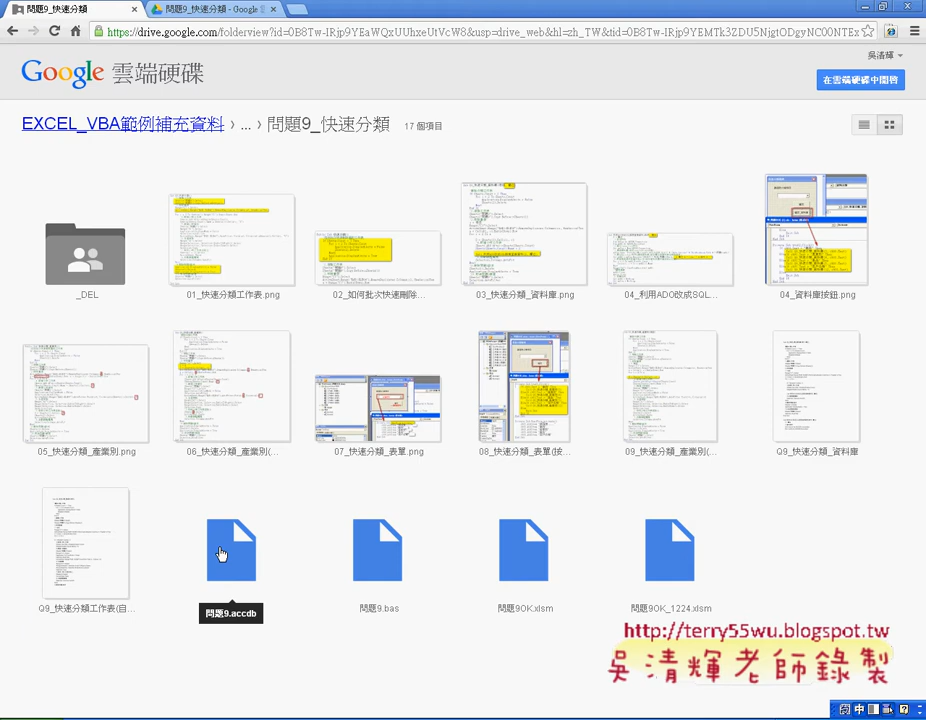 問題9_快速分類
問題9_快速分類 - Google S
https://drive.google.com/folderview?id=0B8Tw-IRjp9YEaWQxUUhxeUtVcW8&usp=drive_web&hl=zh_TW&tid=0B8Tw-IRjp9YEMTk3ZDU5NjgtODgyNC00NTEx
吳清輝
Google 雲端硬碟
在雲端硬碟中開啟
EXCEL_VBA範例補充資料 › ... › 問題9_快速分類 17 個項目
_DEL
01_快速分類工作表.png
02_如何批次快速刪除...
03_快速分類_資料庫.png
04_利用ADO改成SQL...
04_資料庫按鈕.png
05_快速分類_產業別.png
06_快速分類_產業別(...
07_快速分類_表單.png
08_快速分類_表單(按...
09_快速分類_產業別(...
Q9_快速分類_資料庫
Q9_快速分類工作表(自...
問題9.accdb
問題9.bas
問題9OK.xlsm
問題9OK_1224.xlsm
http://terry55wu.blogspot.tw
吳清輝老師錄製
中